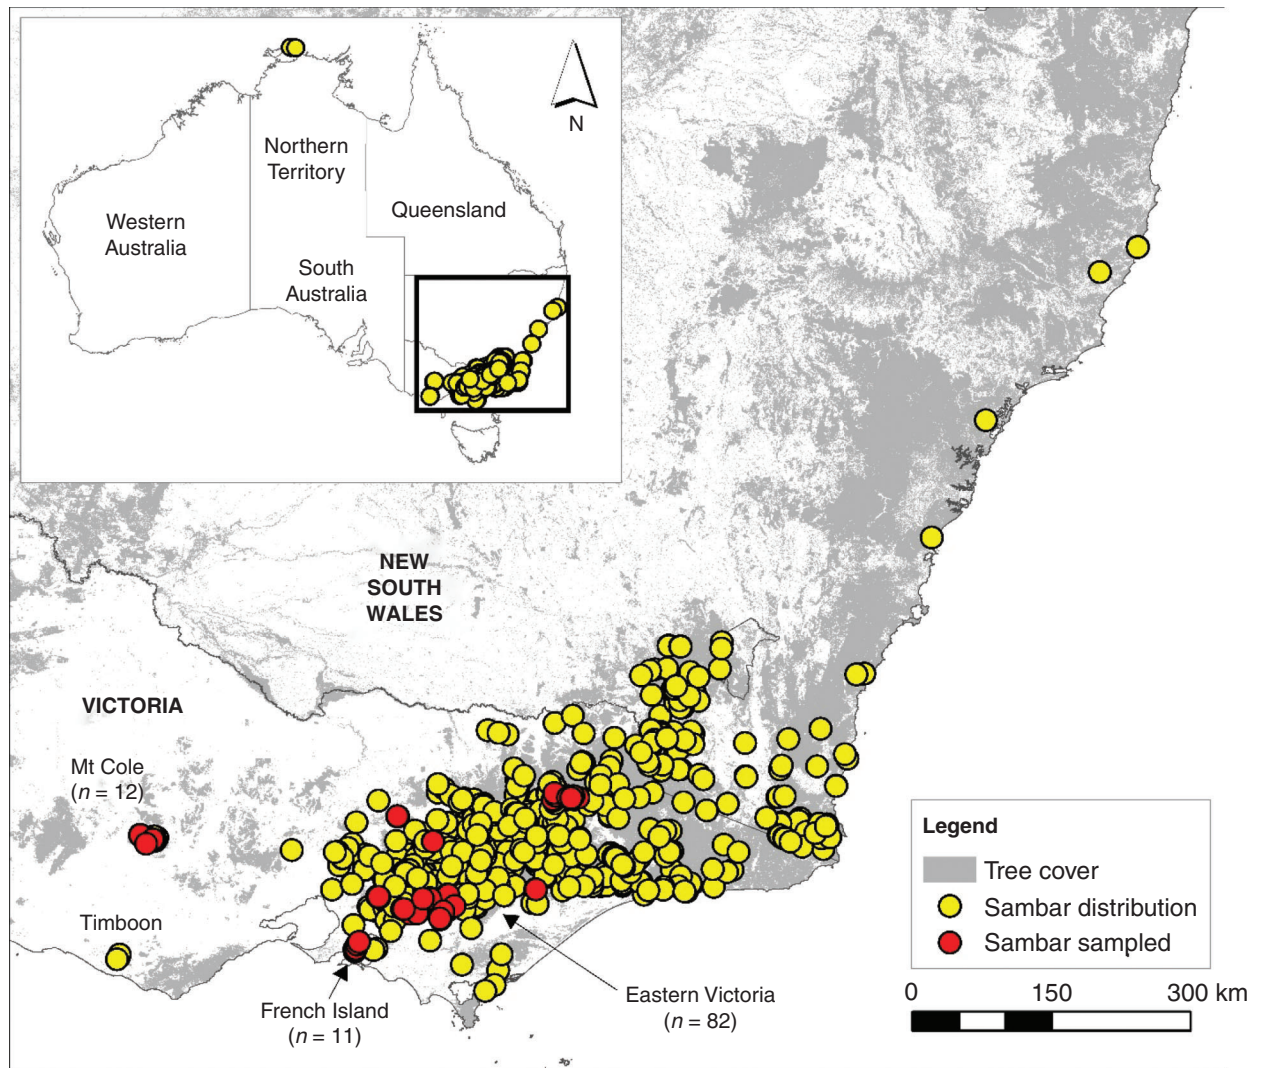 N
Northern
Territory
Queensland
Western
Australia
South
Australia
NEW
SOUTH
WALES
VICTORIA
Mt Cole
(n = 12)
Timboon
French Island
(n = 11)
Eastern Victoria
(n = 82)
Legend
Tree cover
Sambar distribution
Sambar sampled
0 150 300 km